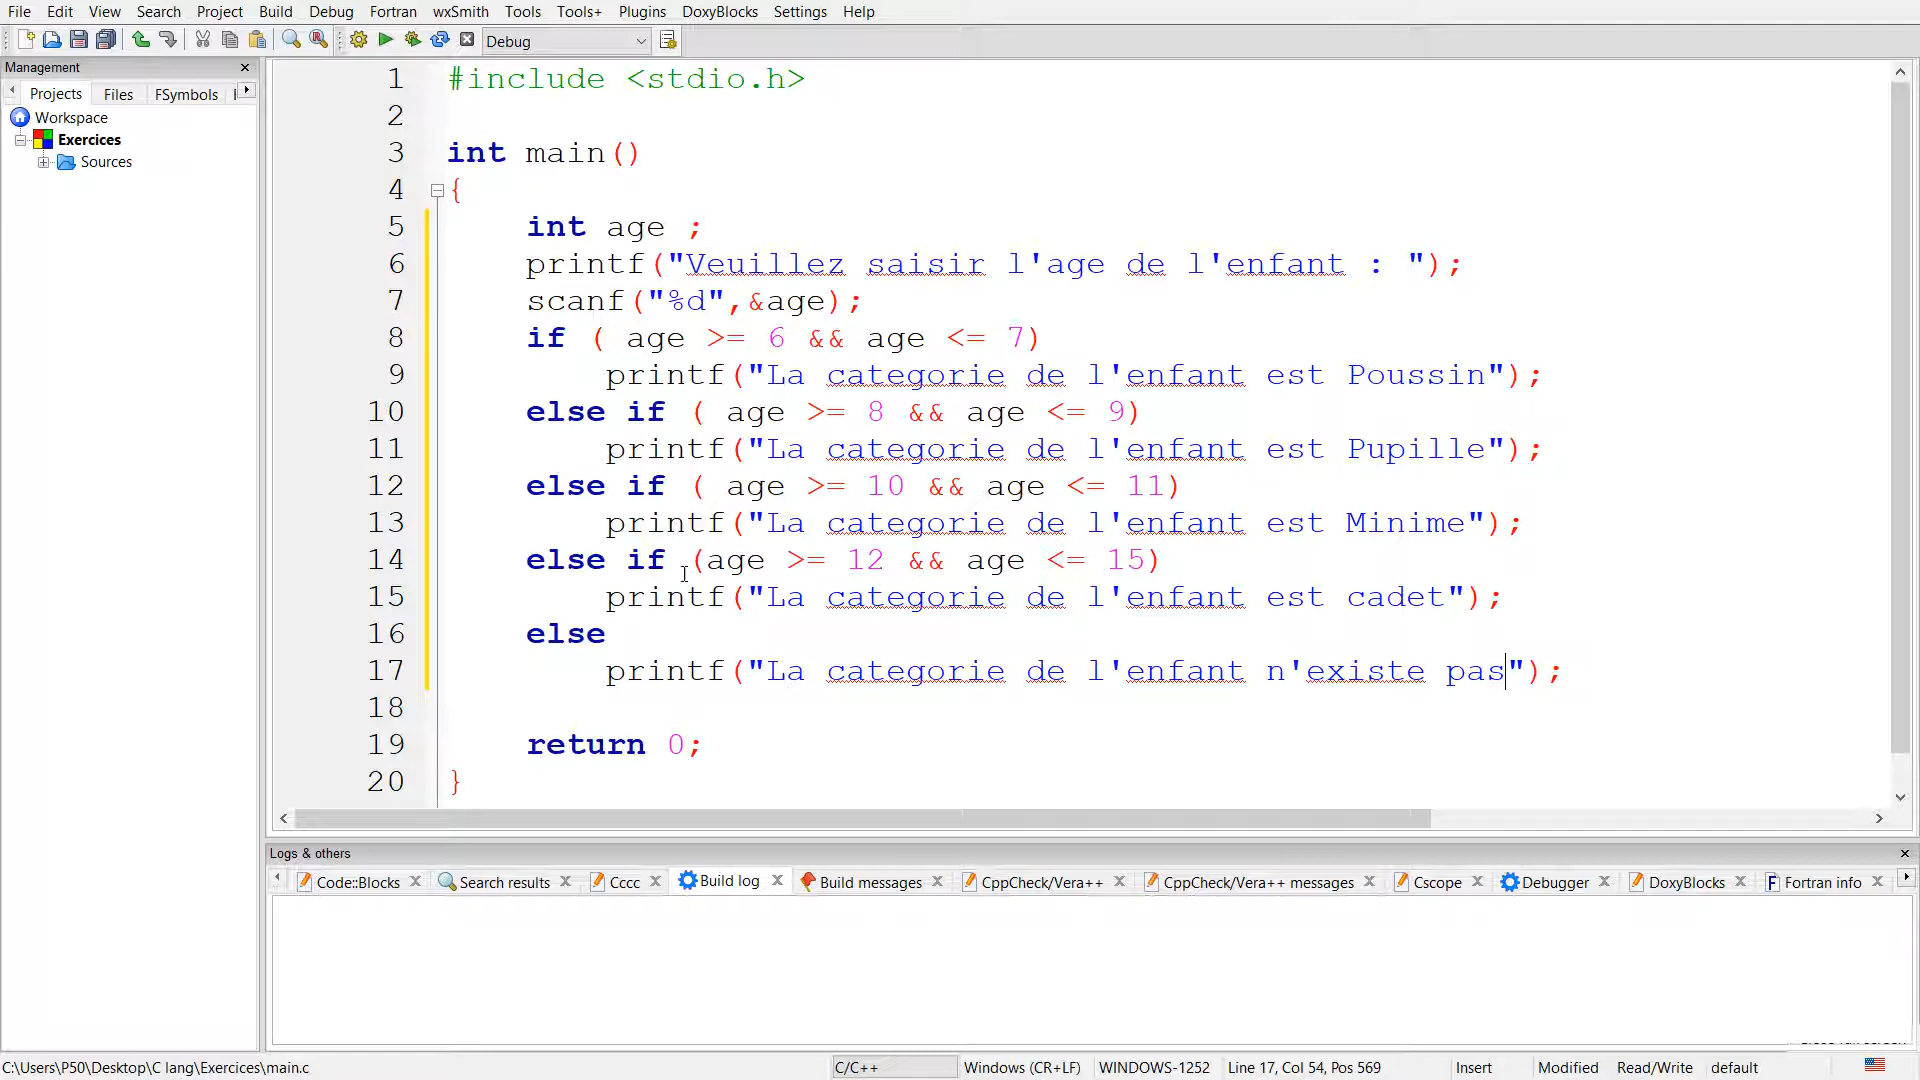 File Edit View Search Project Build Debug Fortran wxSmith Tools Tools+ Plugins DoxyBlocks Settings Help
Debug
Management
Projects Files FSymbols
Workspace
Exercices
Sources
1 #include <stdio.h>
2
3 int main()
4 {
5 int age ;
6 printf("Veuillez saisir l'age de l'enfant : ");
7 scanf("%d",&age);
8 if ( age >= 6 && age <= 7)
9 printf("La categorie de l'enfant est Poussin");
10 else if ( age >= 8 && age <= 9)
11 printf("La categorie de l'enfant est Pupille");
12 else if ( age >= 10 && age <= 11)
13 printf("La categorie de l'enfant est Minime");
14 else if (age >= 12 && age <= 15)
15 printf("La categorie de l'enfant est cadet");
16 else
17 printf("La categorie de l'enfant n'existe pas");
18
19 return 0;
20 }
Logs & others
Code::Blocks Search results Cccc Build log Build messages CppCheck/Vera++ CppCheck/Vera++ messages Cscope Debugger DoxyBlocks Fortran info
C:\Users\P50\Desktop\C lang\Exercices\main.c C/C++ Windows (CR+LF) WINDOWS-1252 Line 17, Col 54, Pos 569 Insert Modified Read/Write default